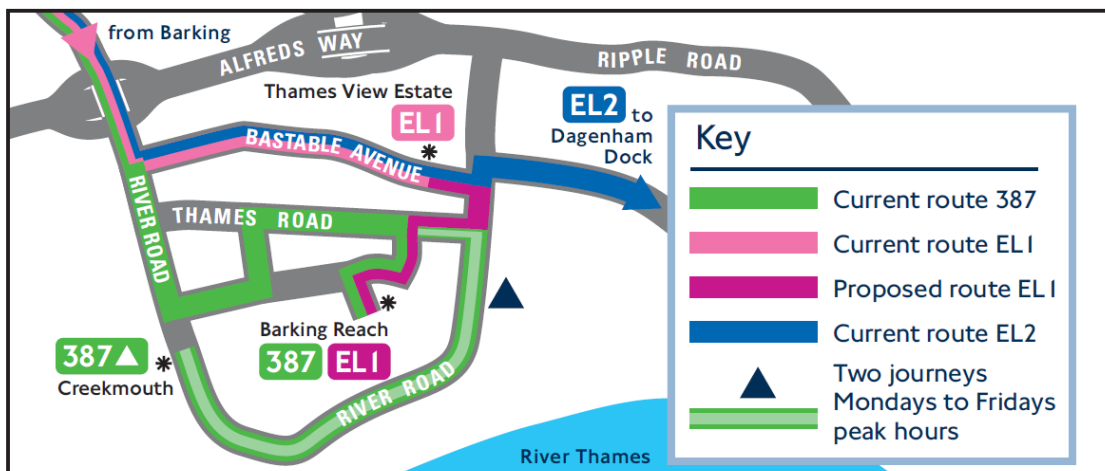 from Barking
ALFREDS WAY
RIPPLE ROAD
Thames View Estate
EL1
EL2 to
Dagenham
Dock
BASTABLE AVENUE
RIVER ROAD
THAMES ROAD
Barking Reach
387 EL1
387
Creekmouth
RIVER ROAD
River Thames
Key
Current route 387
Current route EL1
Proposed route EL1
Current route EL2
Two journeys
Mondays to Fridays
peak hours